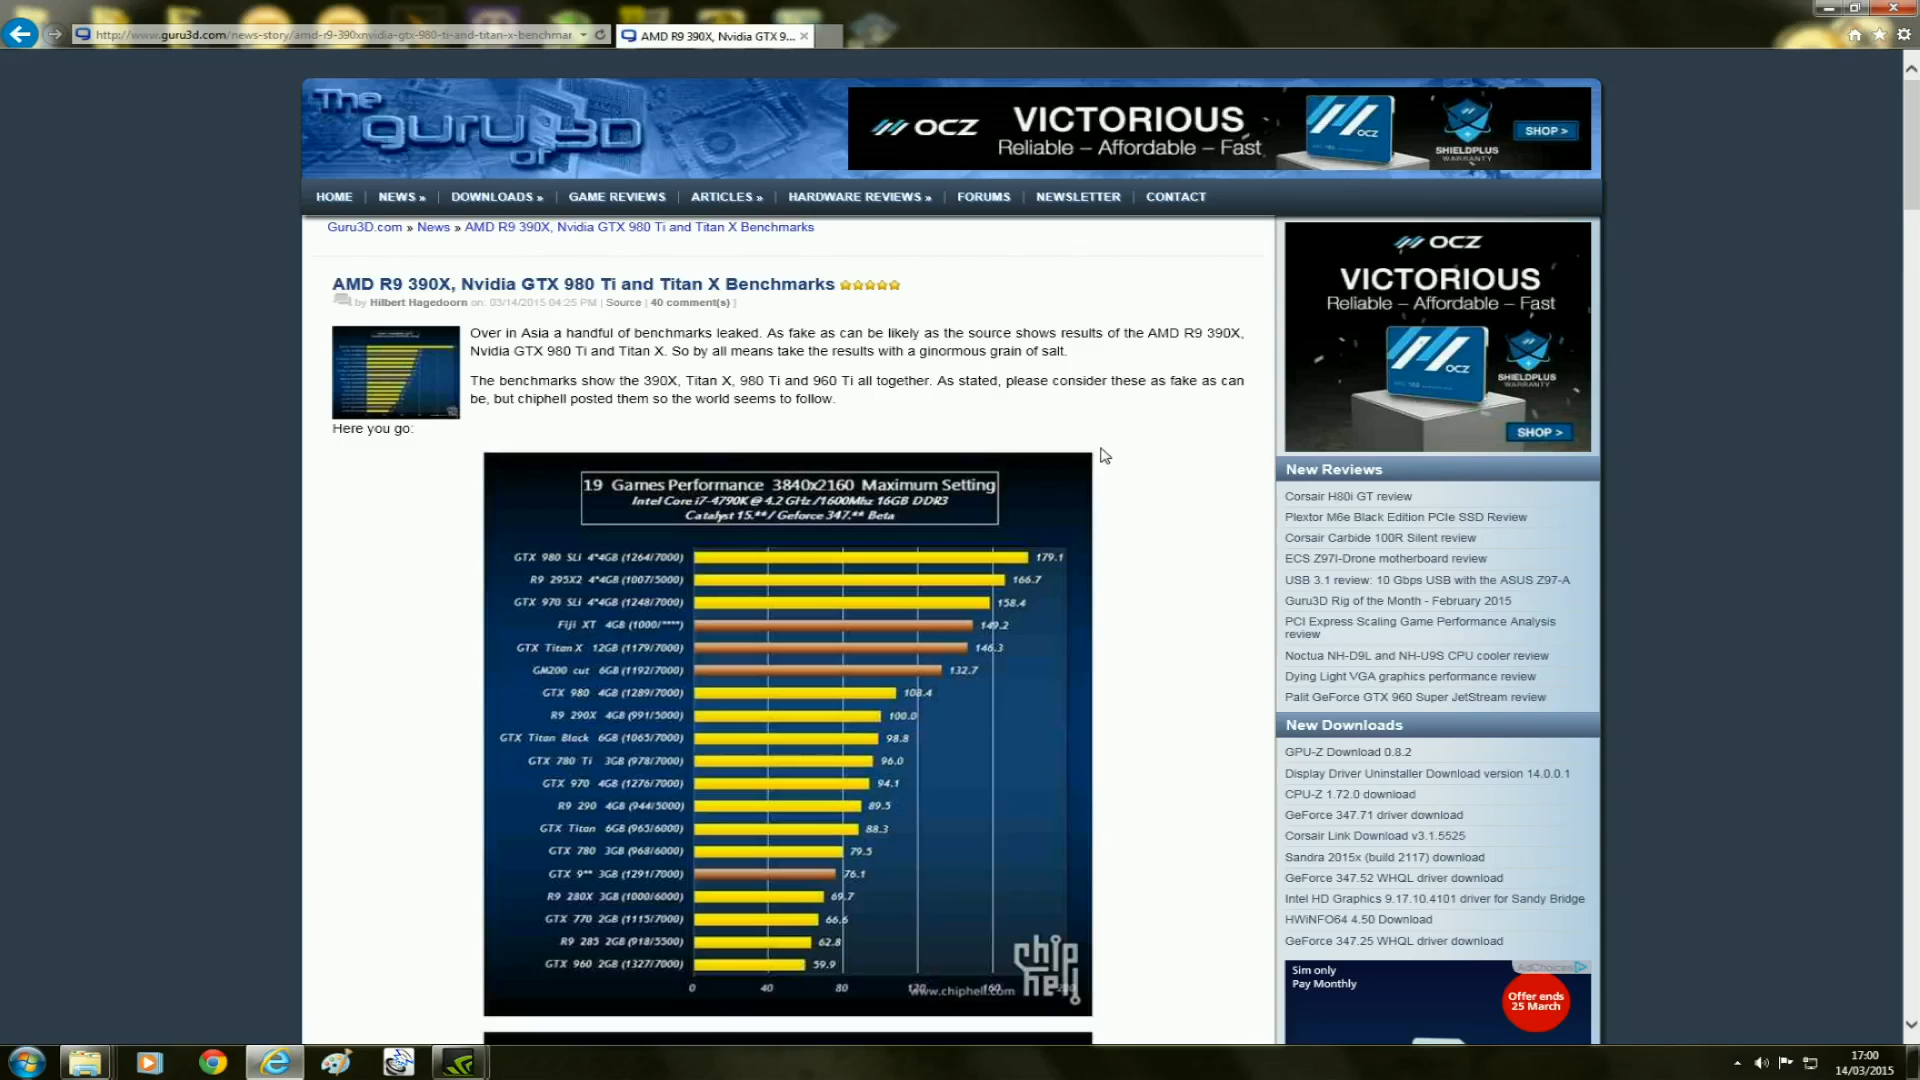 http://www.guru3d.com/news-story/amd-r9-390xnvidia-gtx-980-ti-and-titan-x-benchmar
AMD R9 390X, Nvidia GTX 9...
The guru of 3D
OCZ
VICTORIOUS
Reliable – Affordable – Fast
OCZ
SHIELDPLUS
WARRANTY
SHOP >
HOME
NEWS »
DOWNLOADS »
GAME REVIEWS
ARTICLES »
HARDWARE REVIEWS »
FORUMS
NEWSLETTER
CONTACT
Guru3D.com » News » AMD R9 390X, Nvidia GTX 980 Ti and Titan X Benchmarks
AMD R9 390X, Nvidia GTX 980 Ti and Titan X Benchmarks
by Hilbert Hagedoorn on: 03/14/2015 04:25 PM | Source | 40 comment(s) ]
Over in Asia a handful of benchmarks leaked. As fake as can be likely as the source shows results of the AMD R9 390X,
Nvidia GTX 980 Ti and Titan X. So by all means take the results with a ginormous grain of salt.
The benchmarks show the 390X, Titan X, 980 Ti and 960 Ti all together. As stated, please consider these as fake as can
be, but chiphell posted them so the world seems to follow.
Here you go:
19 Games Performance 3840x2160 Maximum Setting
Intel Core i7-4790K @ 4.2 GHz /1600Mhz 16GB DDR3
Catalyst 15.**/ Geforce 347.** Beta
GTX 980 SLI 4*4GB (1264/7000) 179.1
R9 295X2 4*4GB (1007/5000) 166.7
GTX 970 SLI 4*4GB (1248/7000) 158.4
Fiji XT 4GB (1000/****) 149.2
GTX Titan X 12GB (1179/7000) 146.3
GM200 cut 6GB (1192/7000) 132.7
GTX 980 4GB (1289/7000) 108.4
R9 290X 4GB (991/5000) 100.0
GTX Titan Black 6GB (1065/7000) 98.8
GTX 780 Ti 3GB (978/7000) 96.0
GTX 970 4GB (1276/7000) 94.1
R9 290 4GB (944/5000) 89.5
GTX Titan 6GB (965/6000) 88.3
GTX 780 3GB (968/6000) 79.5
GTX 9** 3GB (1291/7000) 76.1
R9 280X 3GB (1000/6000) 69.7
GTX 770 2GB (1115/7000) 66.6
R9 285 2GB (918/5500) 62.8
GTX 960 2GB (1327/7000) 59.9
0 40 80 120 160 200
www.chiphell.com
chip hell
OCZ
VICTORIOUS
Reliable – Affordable – Fast
OCZ
SHIELDPLUS
WARRANTY
SHOP >
New Reviews
Corsair H80i GT review
Plextor M6e Black Edition PCIe SSD Review
Corsair Carbide 100R Silent review
ECS Z97I-Drone motherboard review
USB 3.1 review: 10 Gbps USB with the ASUS Z97-A
Guru3D Rig of the Month - February 2015
PCI Express Scaling Game Performance Analysis
review
Noctua NH-D9L and NH-U9S CPU cooler review
Dying Light VGA graphics performance review
Palit GeForce GTX 960 Super JetStream review
New Downloads
GPU-Z Download 0.8.2
Display Driver Uninstaller Download version 14.0.0.1
CPU-Z 1.72.0 download
GeForce 347.71 driver download
Corsair Link Download v3.1.5525
Sandra 2015x (build 2117) download
GeForce 347.52 WHQL driver download
Intel HD Graphics 9.17.10.4101 driver for Sandy Bridge
HWiNFO64 4.50 Download
GeForce 347.25 WHQL driver download
AdChoices
Sim only
Pay Monthly
Offer ends
25 March
17:00
14/03/2015